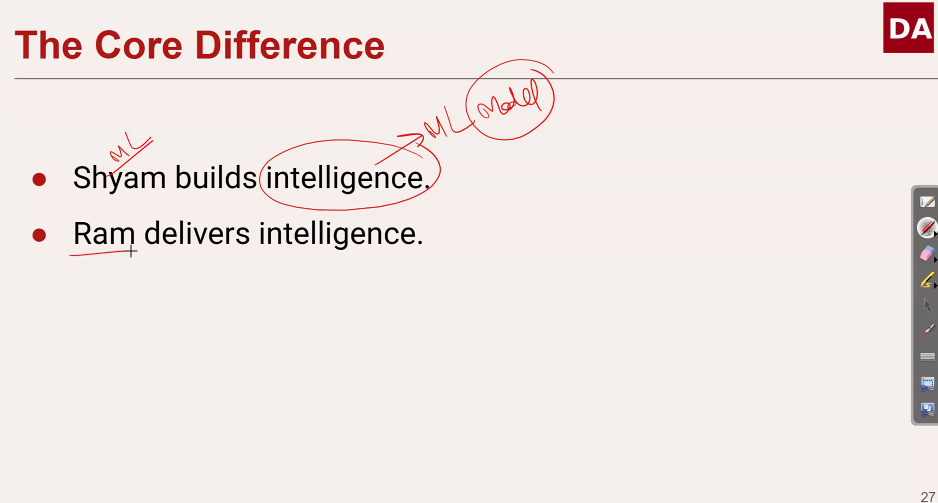 The Core Difference
DA
ML Model
ML
Shyam builds intelligence.
Ram delivers intelligence.
27